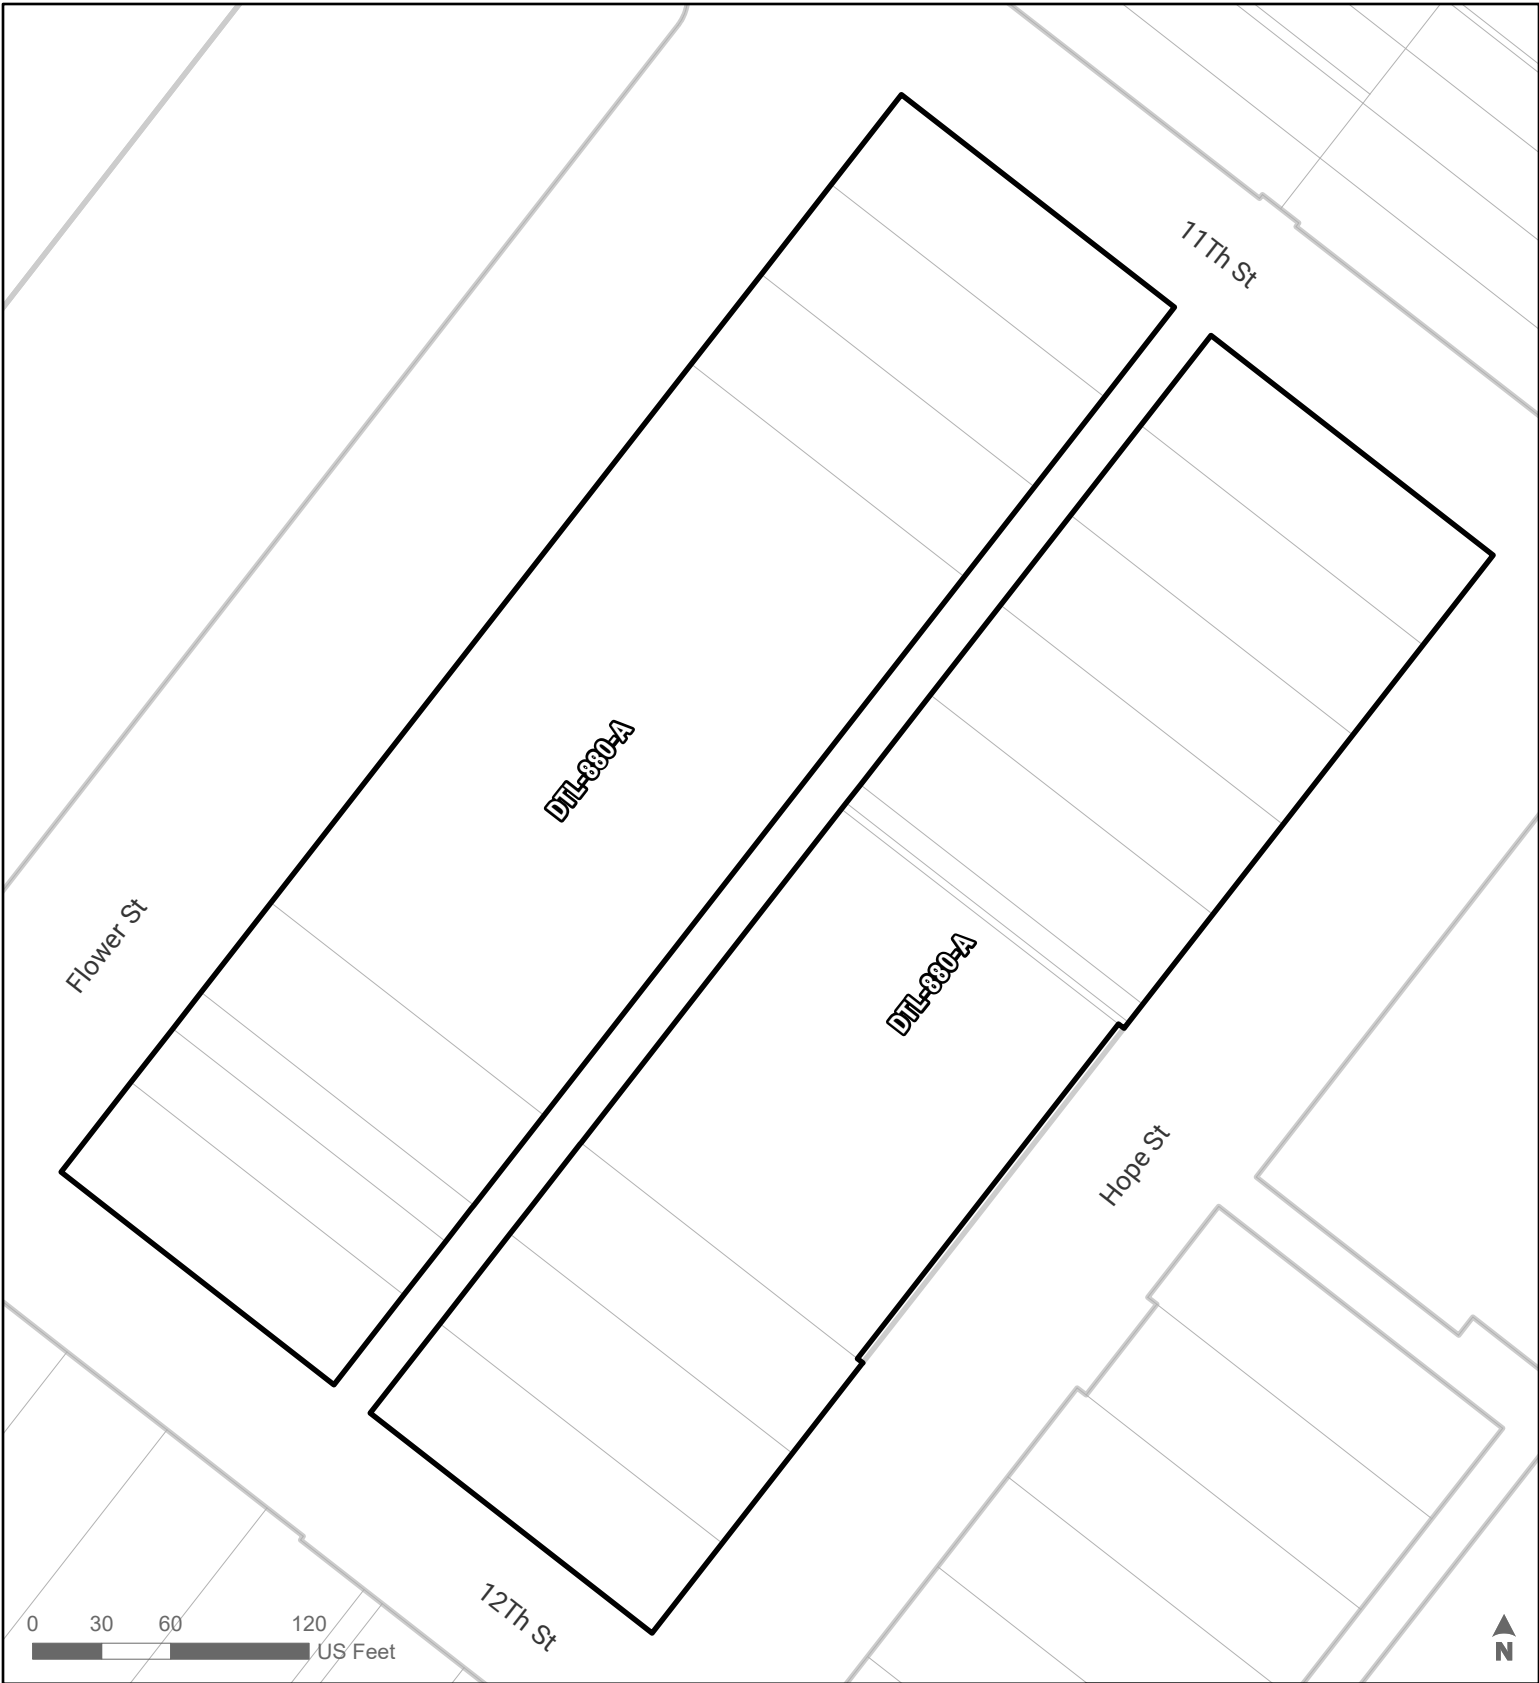 11Th St
DTL-880-A
Flower St
DTL-880-A
Hope St
12Th St
0 30 60 120
US Feet
N